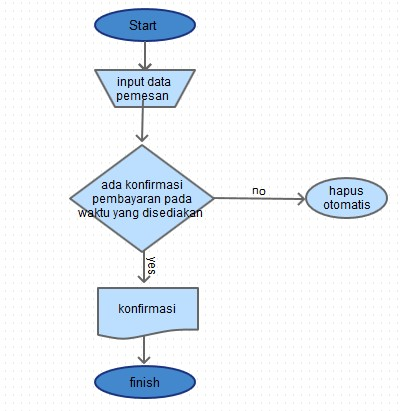 Start
input data
pemesan
ada konfirmasi
pembayaran pada
waktu yang disediakan
no
hapus
otomatis
yes
konfirmasi
finish